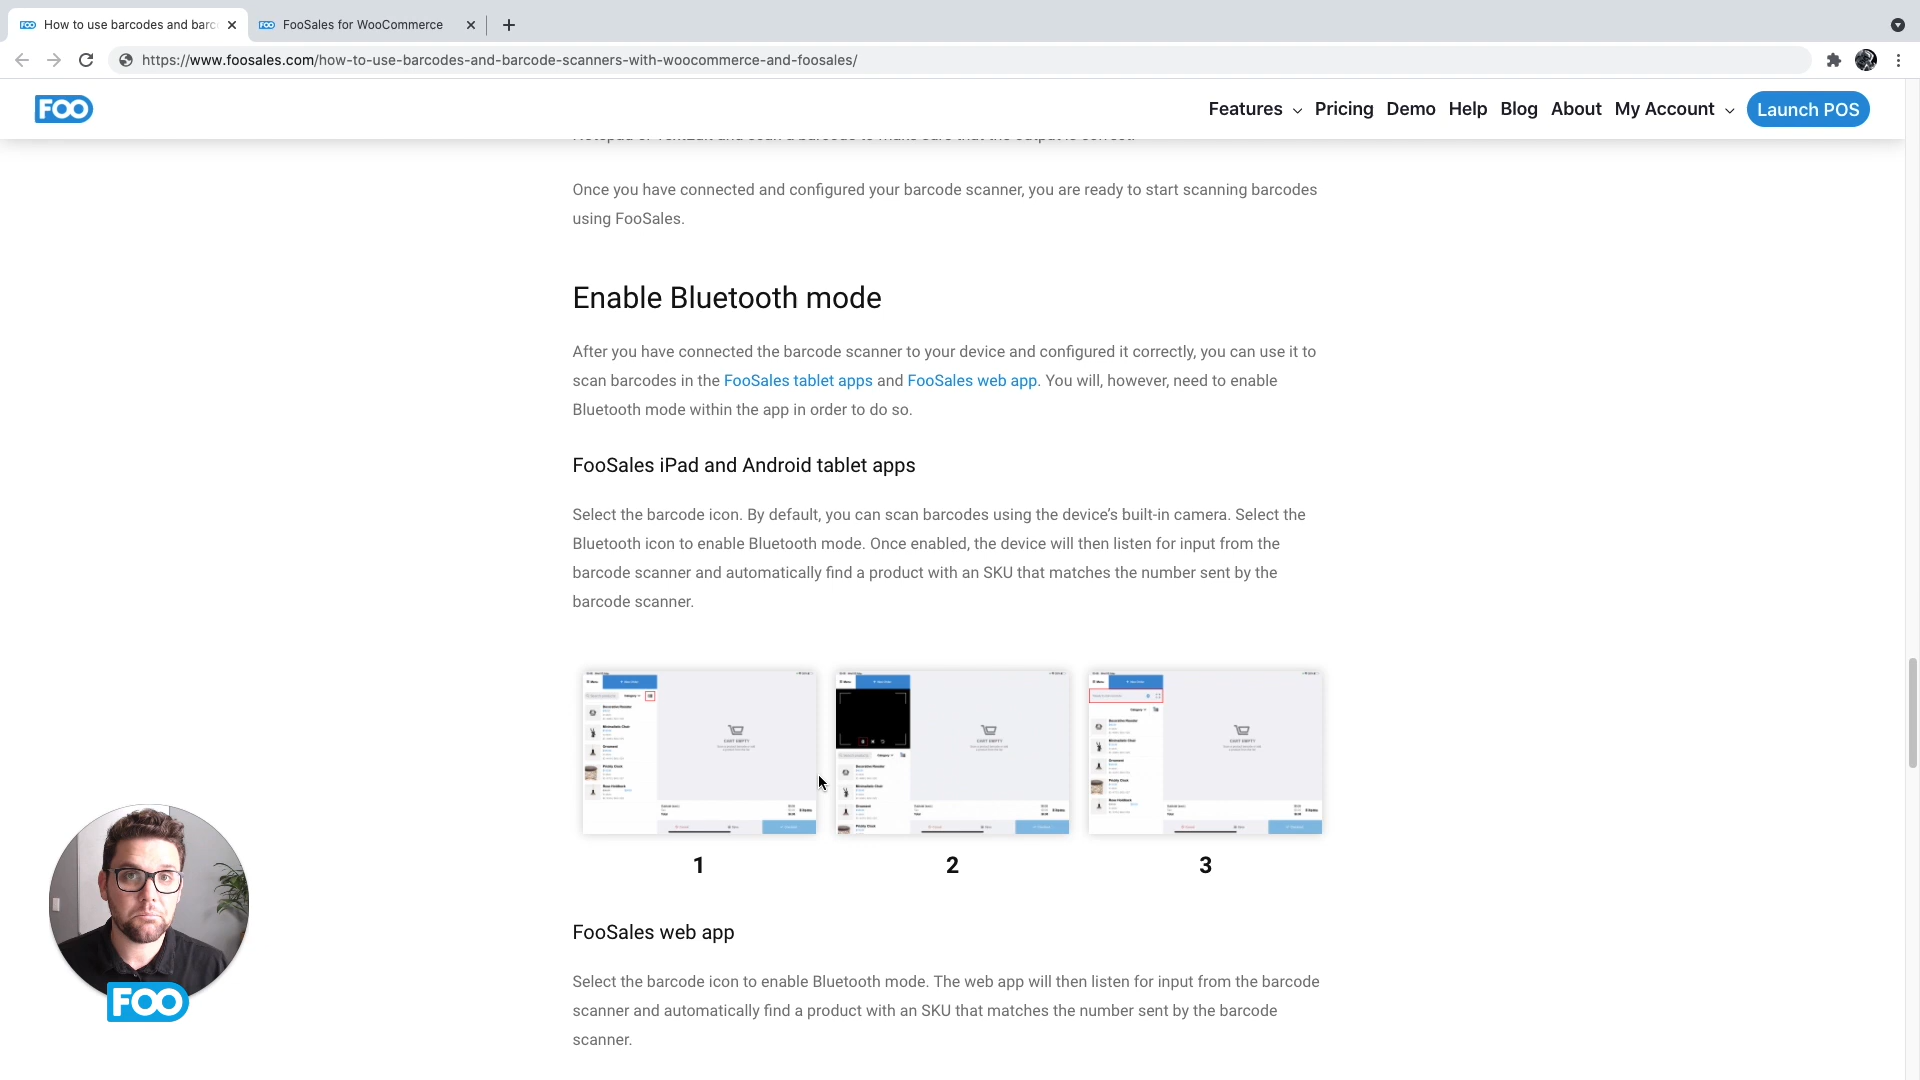 How to use barcodes and barc
FooSales for WooCommerce
https://www.foosales.com/how-to-use-barcodes-and-barcode-scanners-with-woocommerce-and-foosales/
FOO
Features
Pricing
Demo
Help
Blog
About
My Account
Launch POS
Once you have connected and configured your barcode scanner, you are ready to start scanning barcodes
using FooSales.
Enable Bluetooth mode
After you have connected the barcode scanner to your device and configured it correctly, you can use it to
scan barcodes in the FooSales tablet apps and FooSales web app. You will, however, need to enable
Bluetooth mode within the app in order to do so.
FooSales iPad and Android tablet apps
Select the barcode icon. By default, you can scan barcodes using the device’s built-in camera. Select the
Bluetooth icon to enable Bluetooth mode. Once enabled, the device will then listen for input from the
barcode scanner and automatically find a product with an SKU that matches the number sent by the
barcode scanner.
CART EMPTY
CART EMPTY
CART EMPTY
1
2
3
FooSales web app
Select the barcode icon to enable Bluetooth mode. The web app will then listen for input from the barcode
scanner and automatically find a product with an SKU that matches the number sent by the barcode
scanner.
FOO